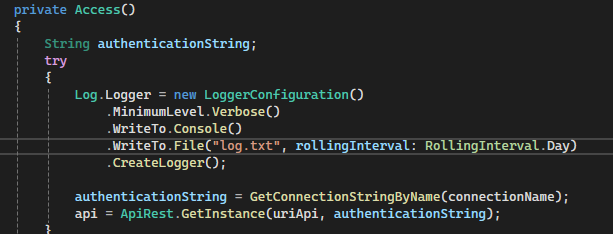 private Access()
{
String authenticationString;
try
{
Log.Logger = new LoggerConfiguration()
.MinimumLevel.Verbose()
.WriteTo.Console()
.WriteTo.File("log.txt", rollingInterval: RollingInterval.Day)
.CreateLogger();
authenticationString = GetConnectionStringByName(connectionName);
api = ApiRest.GetInstance(uriApi, authenticationString);
}